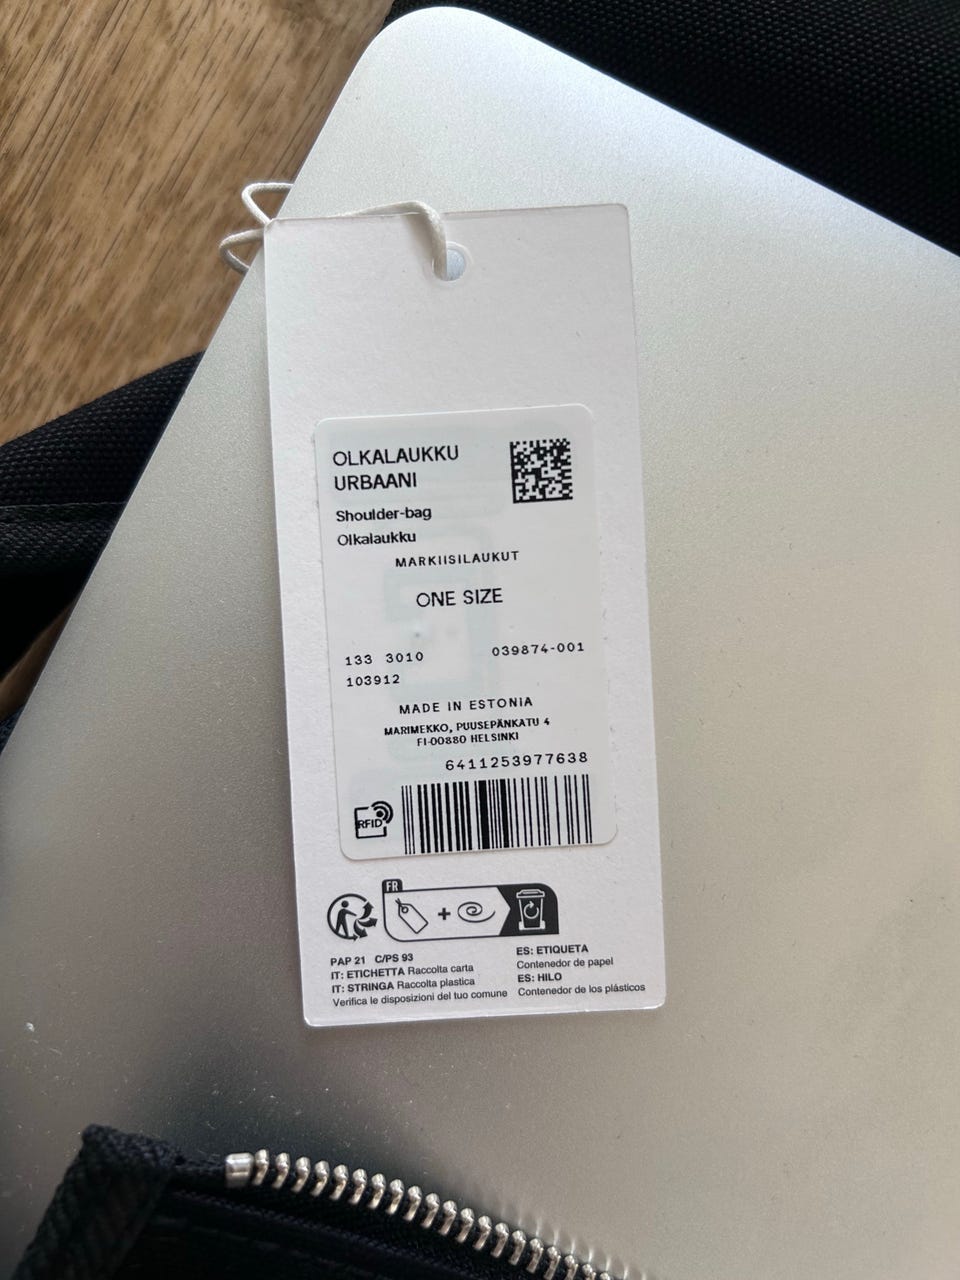 OLKALAUKKU
URBAANI
Shoulder-bag
Olkalaukku
MARKIISILAUKUT
ONE SIZE
133 3010 039874-001
103912
MADE IN ESTONIA
MARIMEKKO, PUUSEPÄNKATU 4
FI-00880 HELSINKI
6411253977638
RFID
FR
PAP 21 C/PS 93
IT: ETICHETTA Raccolta carta
IT: STRINGA Raccolta plastica
Verifica le disposizioni del tuo comune
ES: ETIQUETA
Contenedor de papel
ES: HILO
Contenedor de los plásticos